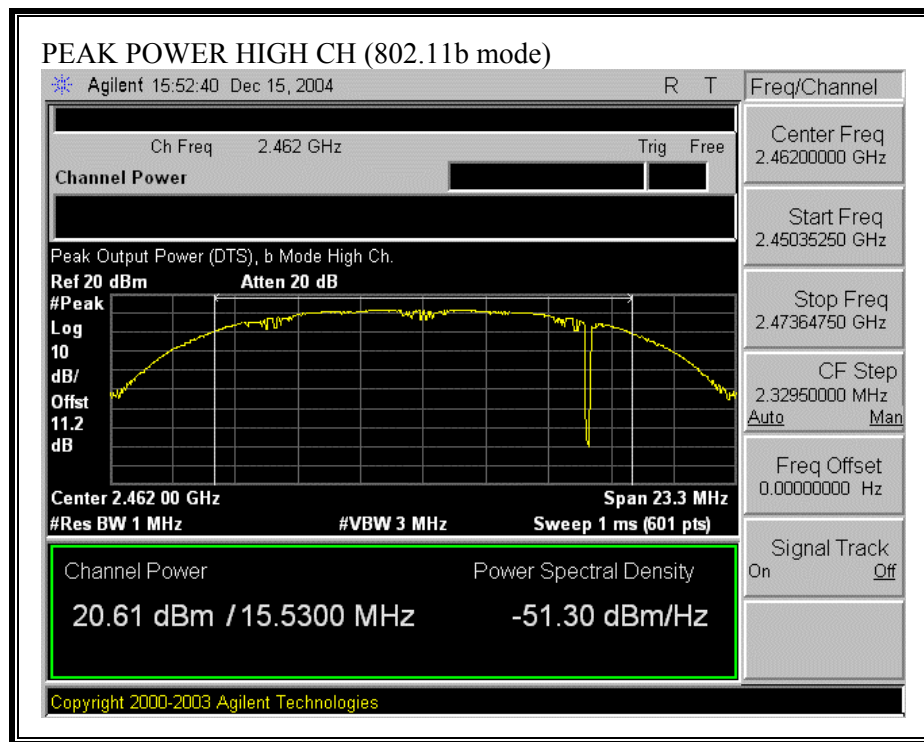 PEAK POWER HIGH CH (802.11b mode)
Agilent 15:52:40 Dec 15, 2004 R T
Freq/Channel
Ch Freq 2.462 GHz Trig Free
Channel Power
Center Freq
2.46200000 GHz
Start Freq
2.45035250 GHz
Stop Freq
2.47364750 GHz
CF Step
2.32950000 MHz
Auto Man
Freq Offset
0.00000000 Hz
Signal Track
On Off
Peak Output Power (DTS), b Mode High Ch.
Ref 20 dBm Atten 20 dB
#Peak
Log
10
dB/
Offst
11.2
dB
Center 2.462 00 GHz Span 23.3 MHz
#Res BW 1 MHz #VBW 3 MHz Sweep 1 ms (601 pts)
Channel Power Power Spectral Density
20.61 dBm / 15.5300 MHz -51.30 dBm/Hz
Copyright 2000-2003 Agilent Technologies